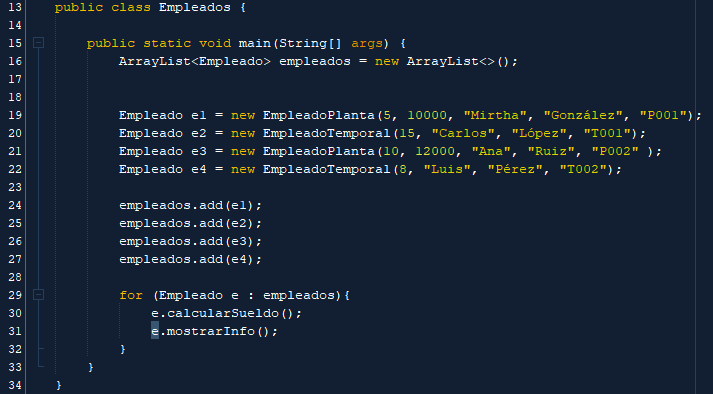 13 public class Empleados {
14
15 public static void main(String[] args) {
16 ArrayList<Empleado> empleados = new ArrayList<>();
17
18
19 Empleado e1 = new EmpleadoPlanta(5, 10000, "Mirtha", "González", "P001");
20 Empleado e2 = new EmpleadoTemporal(15, "Carlos", "López", "T001");
21 Empleado e3 = new EmpleadoPlanta(10, 12000, "Ana", "Ruiz", "P002" );
22 Empleado e4 = new EmpleadoTemporal(8, "Luis", "Pérez", "T002");
23
24 empleados.add(e1);
25 empleados.add(e2);
26 empleados.add(e3);
27 empleados.add(e4);
28
29 for (Empleado e : empleados){
30 e.calcularSueldo();
31 e.mostrarInfo();
32 }
33 }
34 }